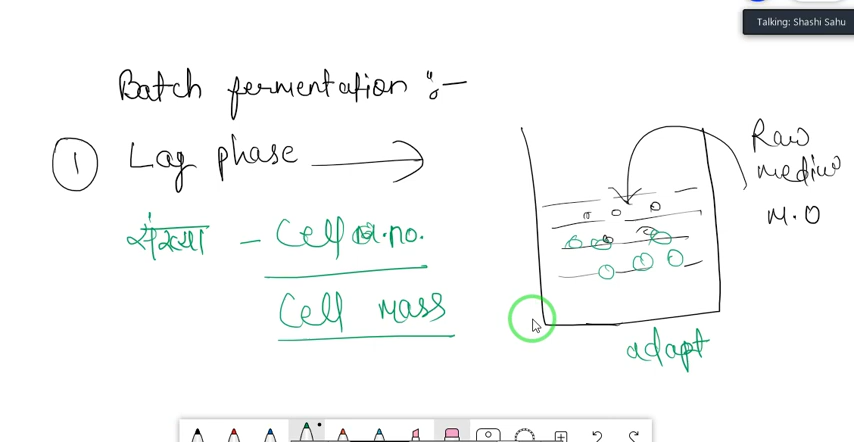 Talking: Shashi Sahu
Batch fermentation :-
① Lag phase →
संख्या - Cell no.
Cell mass
Raw
medium
M.O
adapt